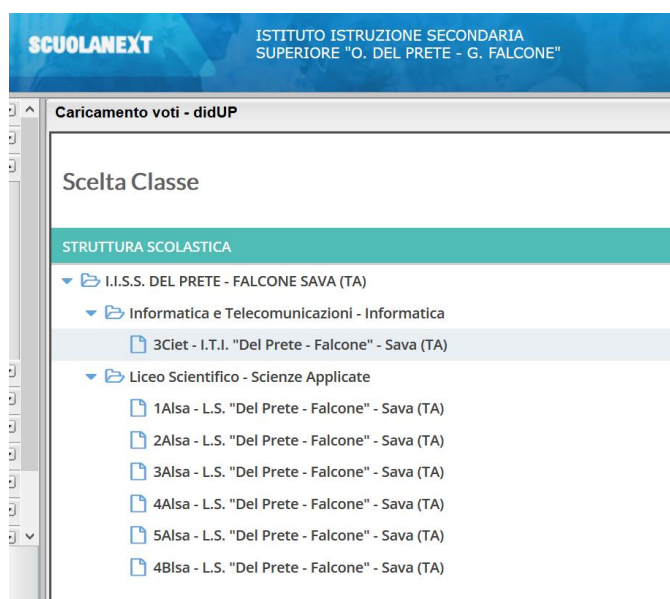 SCUOLANEXT
ISTITUTO ISTRUZIONE SECONDARIA
SUPERIORE "O. DEL PRETE - G. FALCONE"
Caricamento voti - didUP
Scelta Classe
STRUTTURA SCOLASTICA
I.I.S.S. DEL PRETE - FALCONE SAVA (TA)
Informatica e Telecomunicazioni - Informatica
3Ciet - I.T.I. "Del Prete - Falcone" - Sava (TA)
Liceo Scientifico - Scienze Applicate
1Alsa - L.S. "Del Prete - Falcone" - Sava (TA)
2Alsa - L.S. "Del Prete - Falcone" - Sava (TA)
3Alsa - L.S. "Del Prete - Falcone" - Sava (TA)
4Alsa - L.S. "Del Prete - Falcone" - Sava (TA)
5Alsa - L.S. "Del Prete - Falcone" - Sava (TA)
4Blsa - L.S. "Del Prete - Falcone" - Sava (TA)